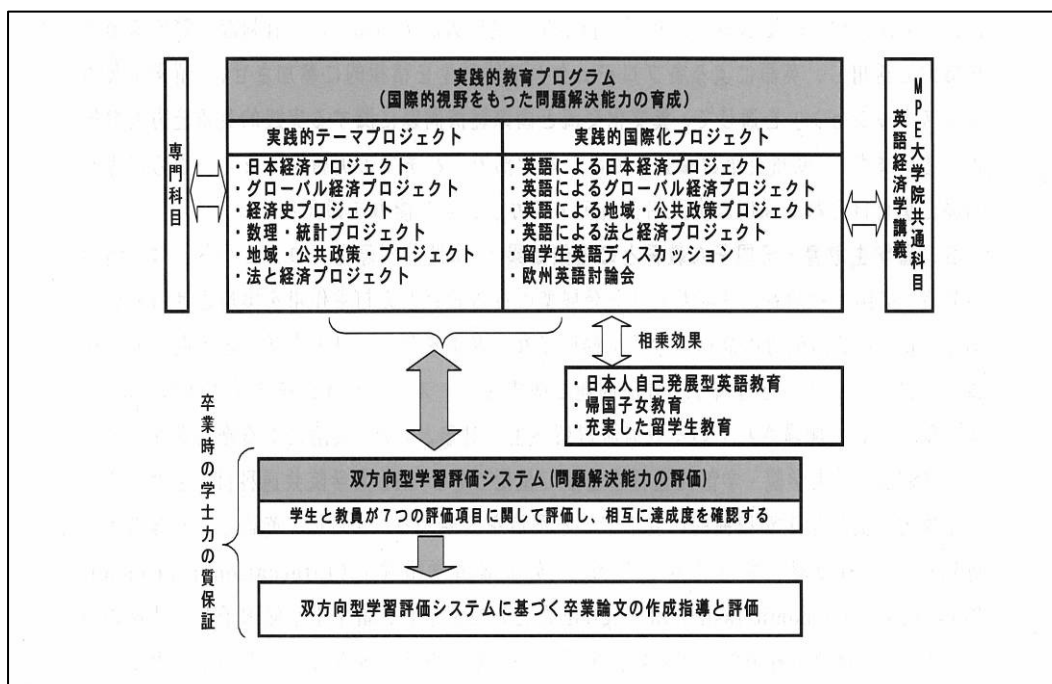 実践的教育プログラム
(国際的視野をもった問題解決能力の育成)
実践的テーマプロジェクト
・日本経済プロジェクト
・グローバル経済プロジェクト
・経済史プロジェクト
・数理・統計プロジェクト
・地域・公共政策・プロジェクト
・法と経済プロジェクト
実践的国際化プロジェクト
・英語による日本経済プロジェクト
・英語によるグローバル経済プロジェクト
・英語による地域・公共政策プロジェクト
・英語による法と経済プロジェクト
・留学生英語ディスカッション
・欧州英語討論会
専門科目
MPE大学院共通科目
英語経済学講義
相乗効果
・日本人自己発展型英語教育
・帰国子女教育
・充実した留学生教育
卒業時の学士力の質保証
双方向型学習評価システム(問題解決能力の評価)
学生と教員が7つの評価項目に関して評価し、相互に達成度を確認する
双方向型学習評価システムに基づく卒業論文の作成指導と評価